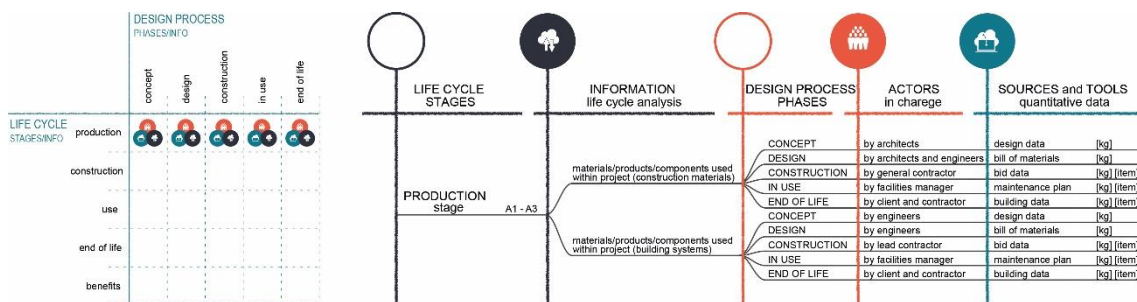 DESIGN PROCESS
PHASES/INFO
concept
design
construction
in use
end of life
LIFE CYCLE
STAGES/INFO
production
construction
use
end of life
benefits
LIFE CYCLE
STAGES
INFORMATION
life cycle analysis
DESIGN PROCESS
PHASES
ACTORS
in charege
SOURCES and TOOLS
quantitative data
PRODUCTION
stage
A1 - A3
materials/products/components used
within project (construction materials)
CONCEPT by architects design data [kg]
DESIGN by architects and engineers bill of materials [kg]
CONSTRUCTION by general contractor bid data [kg] [item]
IN USE by facilities manager maintenance plan [kg] [item]
END OF LIFE by client and contractor building data [kg] [item]
materials/products/components used
within project (building systems)
CONCEPT by engineers design data [kg]
DESIGN by engineers bill of materials [kg]
CONSTRUCTION by lead contractor bid data [kg] [item]
IN USE by facilities manager maintenance plan [kg] [item]
END OF LIFE by client and contractor building data [kg] [item]